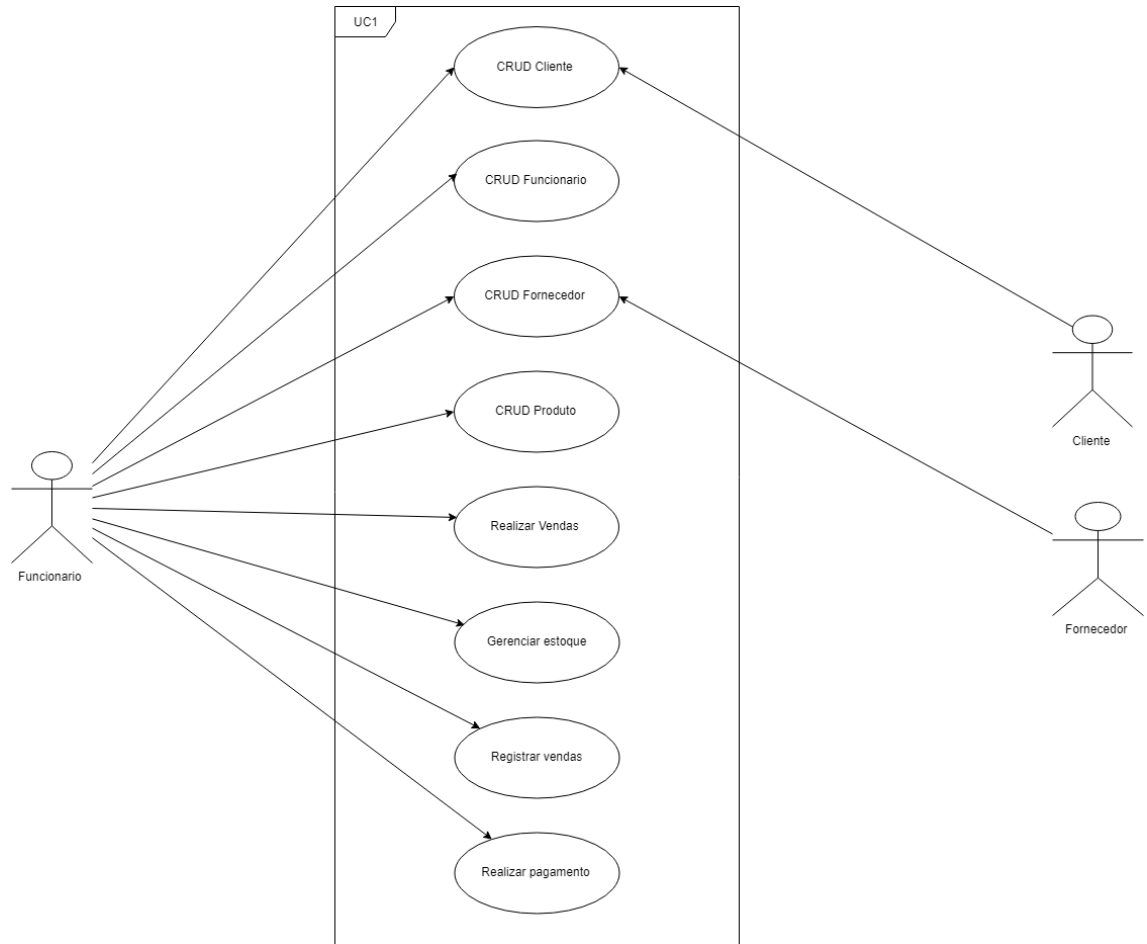 UC1
CRUD Cliente
CRUD Funcionario
CRUD Fornecedor
CRUD Produto
Realizar Vendas
Gerenciar estoque
Registrar vendas
Realizar pagamento
Funcionario
Cliente
Fornecedor